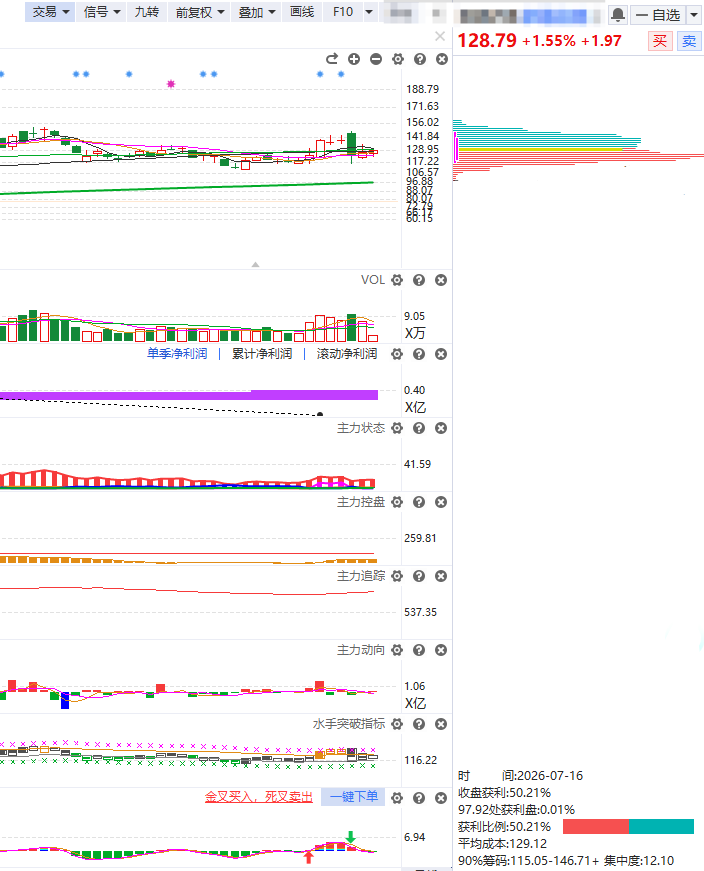 交易 信号 九转 前复权 叠加 画线 F10 自选
128.79 +1.55% +1.97 买 卖
188.79
171.63
156.02
141.84
128.95
117.22
106.57
96.88
88.07
80.07
72.79
66.17
60.15
VOL
9.05
X万
单季净利润 | 累计净利润 | 滚动净利润
0.40
X亿
主力状态
41.59
主力控盘
259.81
主力追踪
537.35
主力动向
1.06
X亿
水手突破指标
116.22
金叉买入，死叉卖出 一键下单
6.94
时 间:2026-07-16
收盘获利:50.21%
97.92处获利盘:0.01%
获利比例:50.21%
平均成本:129.12
90%筹码:115.05-146.71+ 集中度:12.10